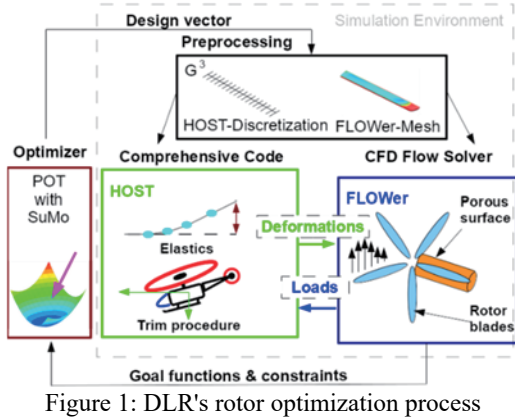 Design vector
Simulation Environment
Preprocessing
G³
HOST-Discretization
FLOWer-Mesh
Optimizer
Comprehensive Code
CFD Flow Solver
POT
with
SuMo
HOST
Elastics
Trim procedure
Deformations
Loads
FLOWer
Porous
surface
Rotor
blades
Goal functions & constraints
Figure 1: DLR's rotor optimization process